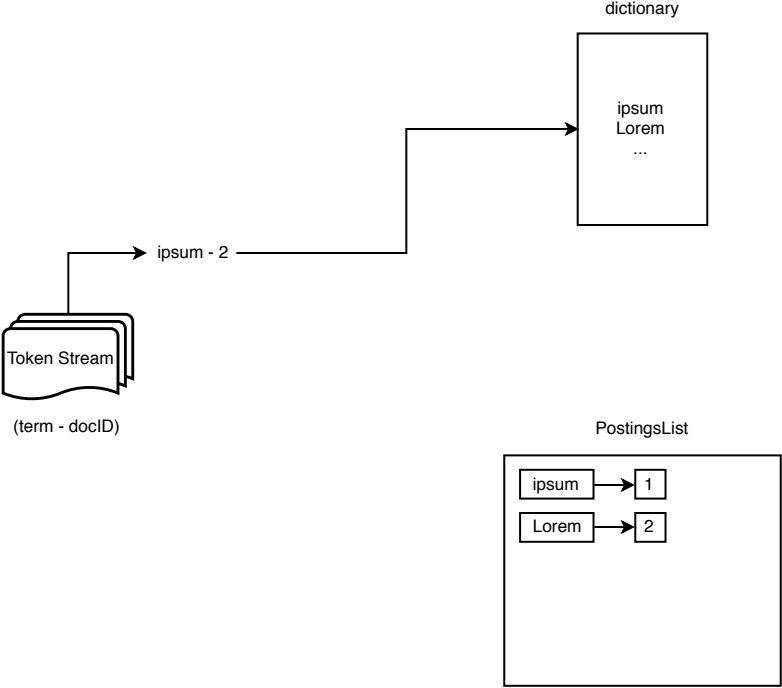 dictionary
ipsum
Lorem
...
ipsum - 2
Token Stream
(term - docID)
PostingsList
ipsum 1
Lorem 2